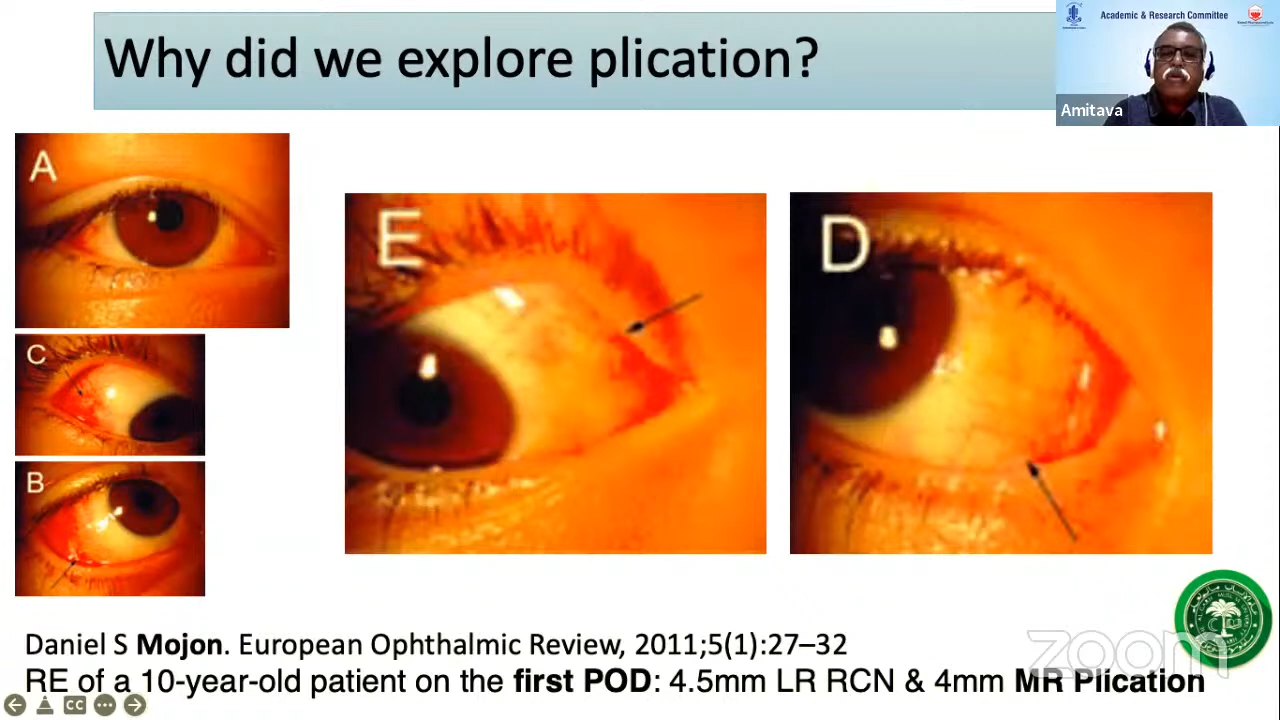 Why did we explore plication?
Academic & Research Committee
Amitava
A
C
B
E
D
Daniel S Mojon. European Ophthalmic Review, 2011;5(1):27–32
RE of a 10-year-old patient on the first POD: 4.5mm LR RCN & 4mm MR Plication
zoom
CC